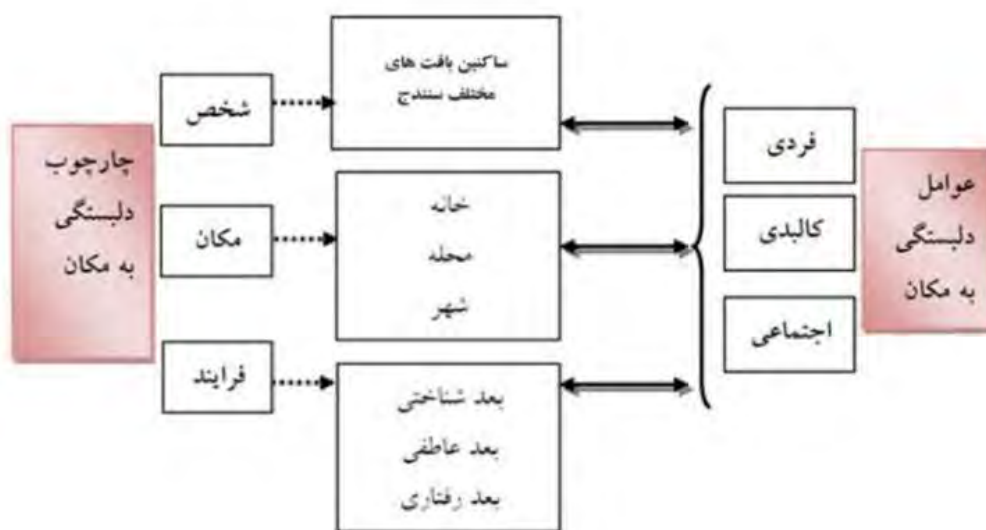 عوامل
دلبستگی
به مکان
فردی
کالبدی
اجتماعی
ساکنین بافت های
مختلف سنندج
خانه
محله
شهر
بعد شناختی
بعد عاطفی
بعد رفتاری
شخص
مکان
فرایند
چارچوب
دلبستگی
به مکان